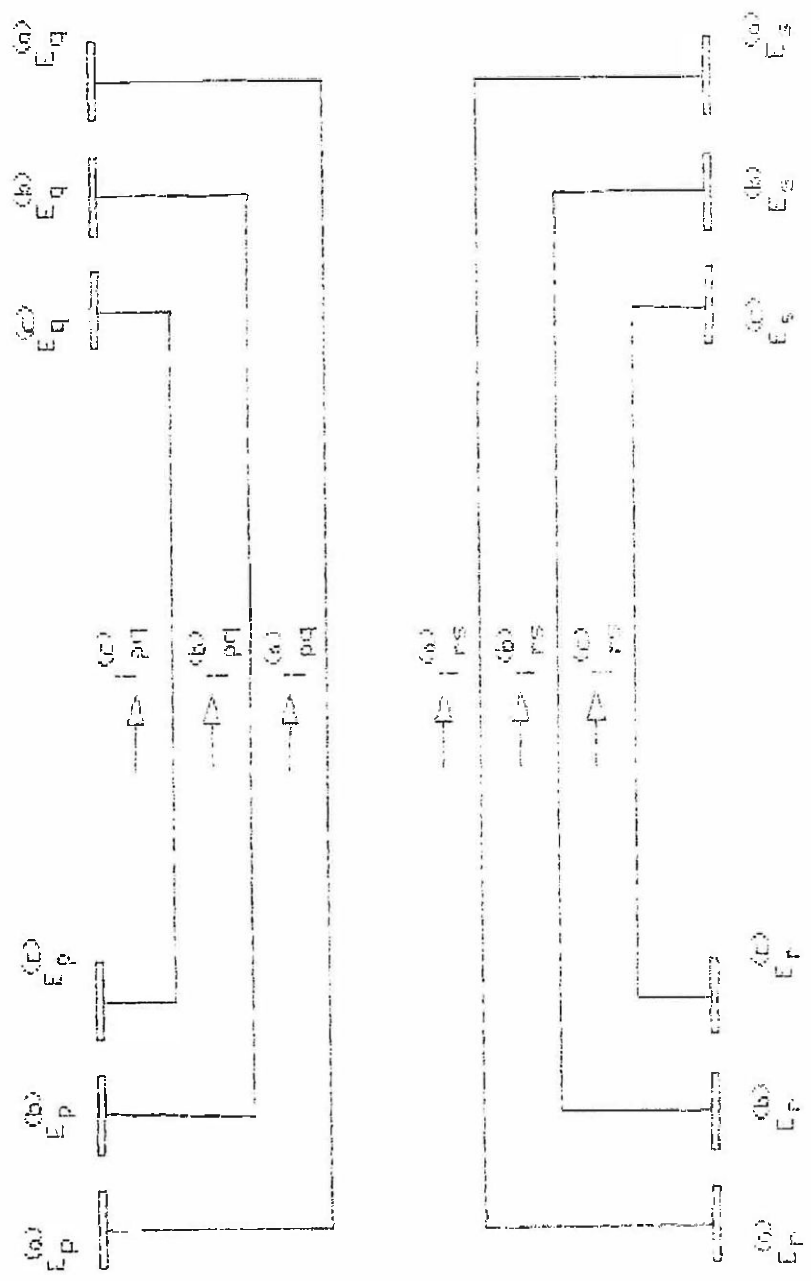 E_p^(a) E_p^(b) E_p^(c) E_q^(c) E_q^(b) E_q^(a)
i_pq^(c)
i_pq^(b)
i_pq^(a)
i_rs^(a)
i_rs^(b)
i_rs^(c)
E_r^(a) E_r^(b) E_r^(c) E_s^(c) E_s^(b) E_s^(a)